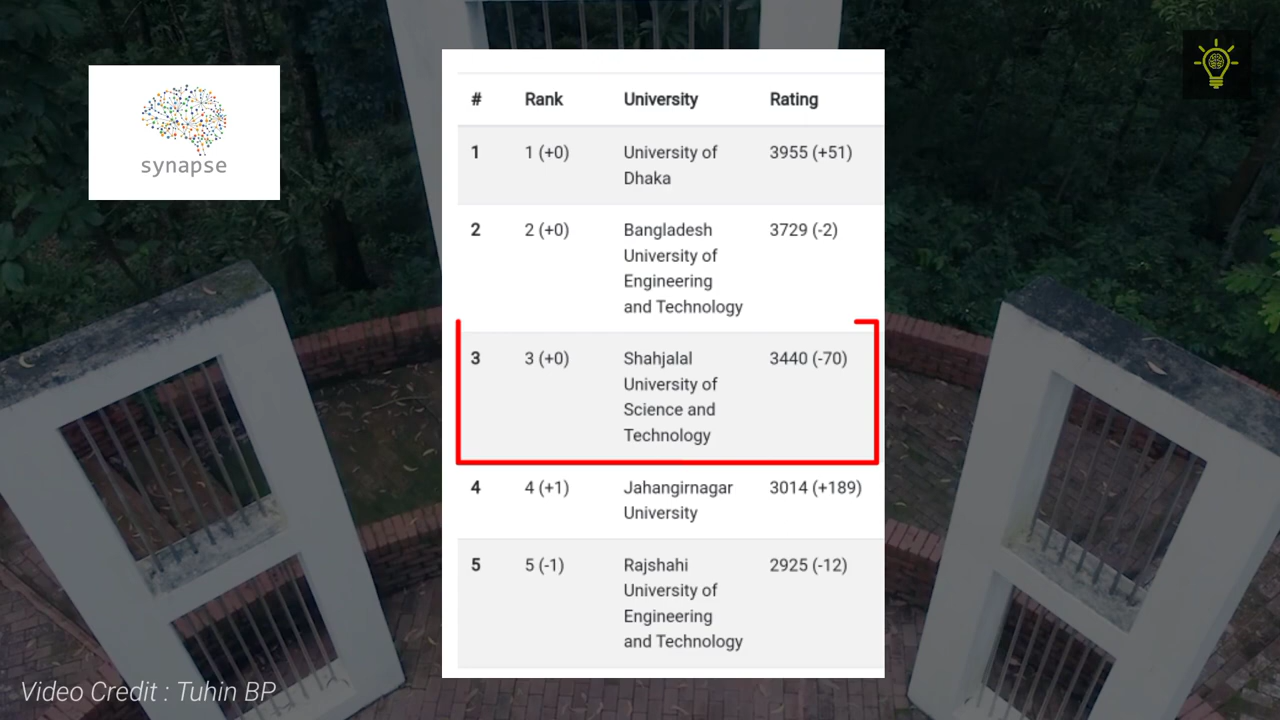 synapse
# Rank University Rating
1 1 (+0) University of 3955 (+51)
Dhaka
2 2 (+0) Bangladesh 3729 (-2)
University of
Engineering
and Technology
3 3 (+0) Shahjalal 3440 (-70)
University of
Science and
Technology
4 4 (+1) Jahangirnagar 3014 (+189)
University
5 5 (-1) Rajshahi 2925 (-12)
University of
Engineering
and Technology
Video Credit : Tuhin BP